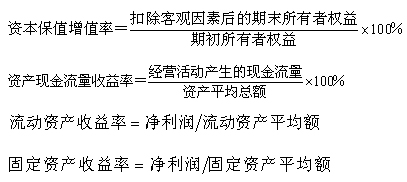 资本保值增值率=扣除客观因素后的期末所有者权益/期初所有者权益×100%
资产现金流量收益率=经营活动产生的现金流量/资产平均总额×100%
流动资产收益率=净利润/流动资产平均额
固定资产收益率=净利润/固定资产平均额